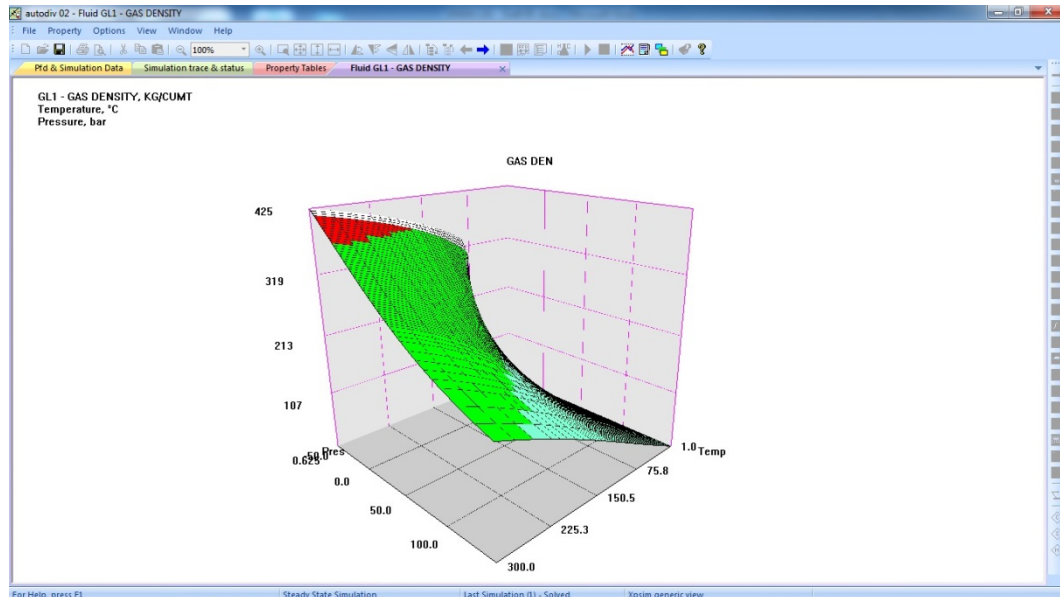 autodiv 02 - Fluid GL1 - GAS DENSITY
File Property Options View Window Help
100%
Pfd & Simulation Data Simulation trace & status Property Tables Fluid GL1 - GAS DENSITY
GL1 - GAS DENSITY, KG/CUMT
Temperature, °C
Pressure, bar
GAS DEN
425
319
213
107
0.625
-50.0
Pres
0.0
50.0
100.0
1.0 Temp
75.8
150.5
225.3
300.0
For Help, press F1 Steady State Simulation Last Simulation (1) - Solved Xosim generic view